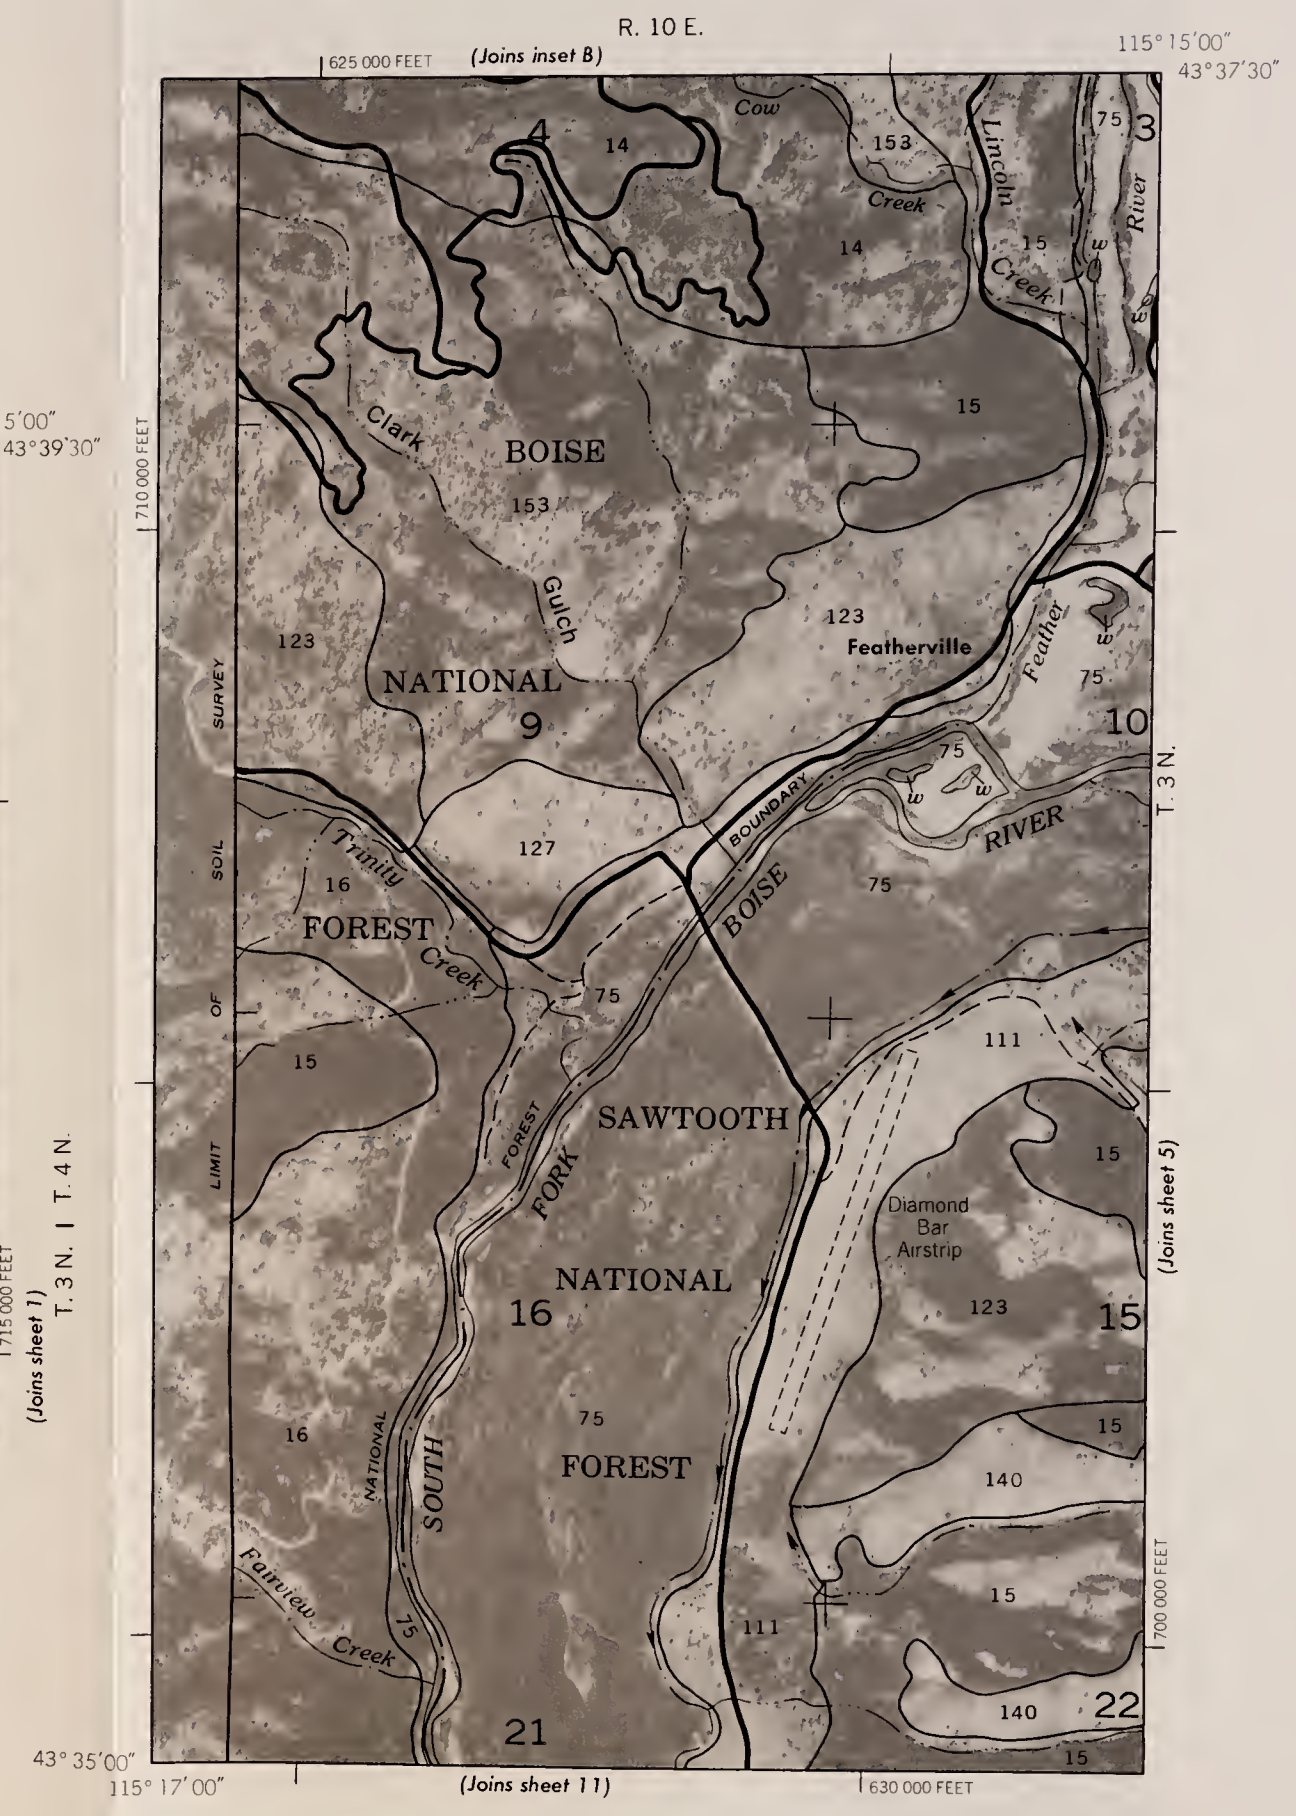 R. 10 E.
625 000 FEET
(Joins inset B)
115° 15′00″
43°37′30″
Cow
4
14
153
75
3
Lincoln
River
Creek
14
15
w
Creek
w
5′00″
43°39′30″
710 000 FEET
Clark
15
BOISE
153
Gulch
123
123
Featherville
Feather
w
75
SURVEY
NATIONAL
9
10
75
w
w
T. 3 N.
BOUNDARY
RIVER
127
SOIL
Trinity
16
BOISE
75
FOREST
Creek
75
OF
111
15
FOREST
SAWTOOTH
T. 3 N. | T. 4 N.
LIMIT
FORK
15
(Joins sheet 5)
Diamond
Bar
Airstrip
715 000 FEET
(Joins sheet 1)
NATIONAL
16
123
15
75
16
NATIONAL
SOUTH
15
FOREST
140
Fairview
15
700 000 FEET
75
Creek
111
140
22
21
15
43° 35′00″
115° 17′00″
(Joins sheet 11)
630 000 FEET